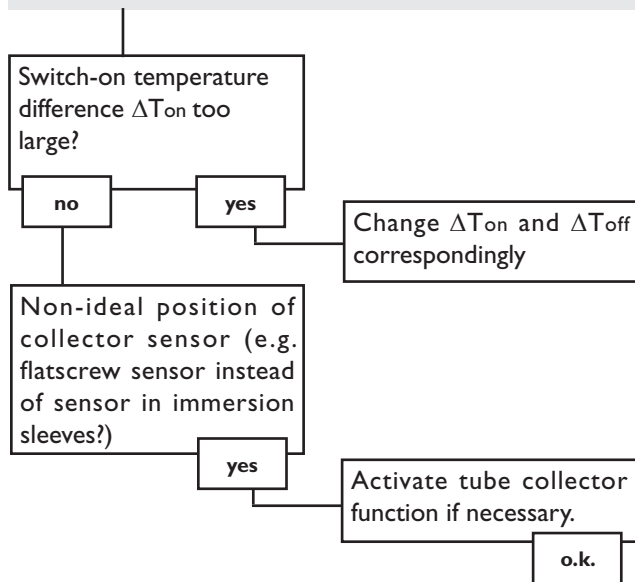 Switch-on temperature
difference ΔTon too
large?
no
yes
Change ΔTon and ΔToff
correspondingly
Non-ideal position of
collector sensor (e.g.
flatscrew sensor instead
of sensor in immersion
sleeves?)
yes
Activate tube collector
function if necessary.
o.k.